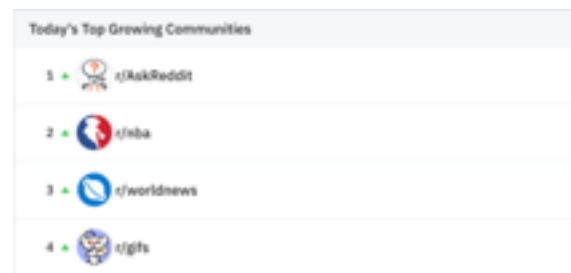 Today's Top Growing Communities
1 r/AskReddit
2 r/nba
3 r/worldnews
4 r/gifs